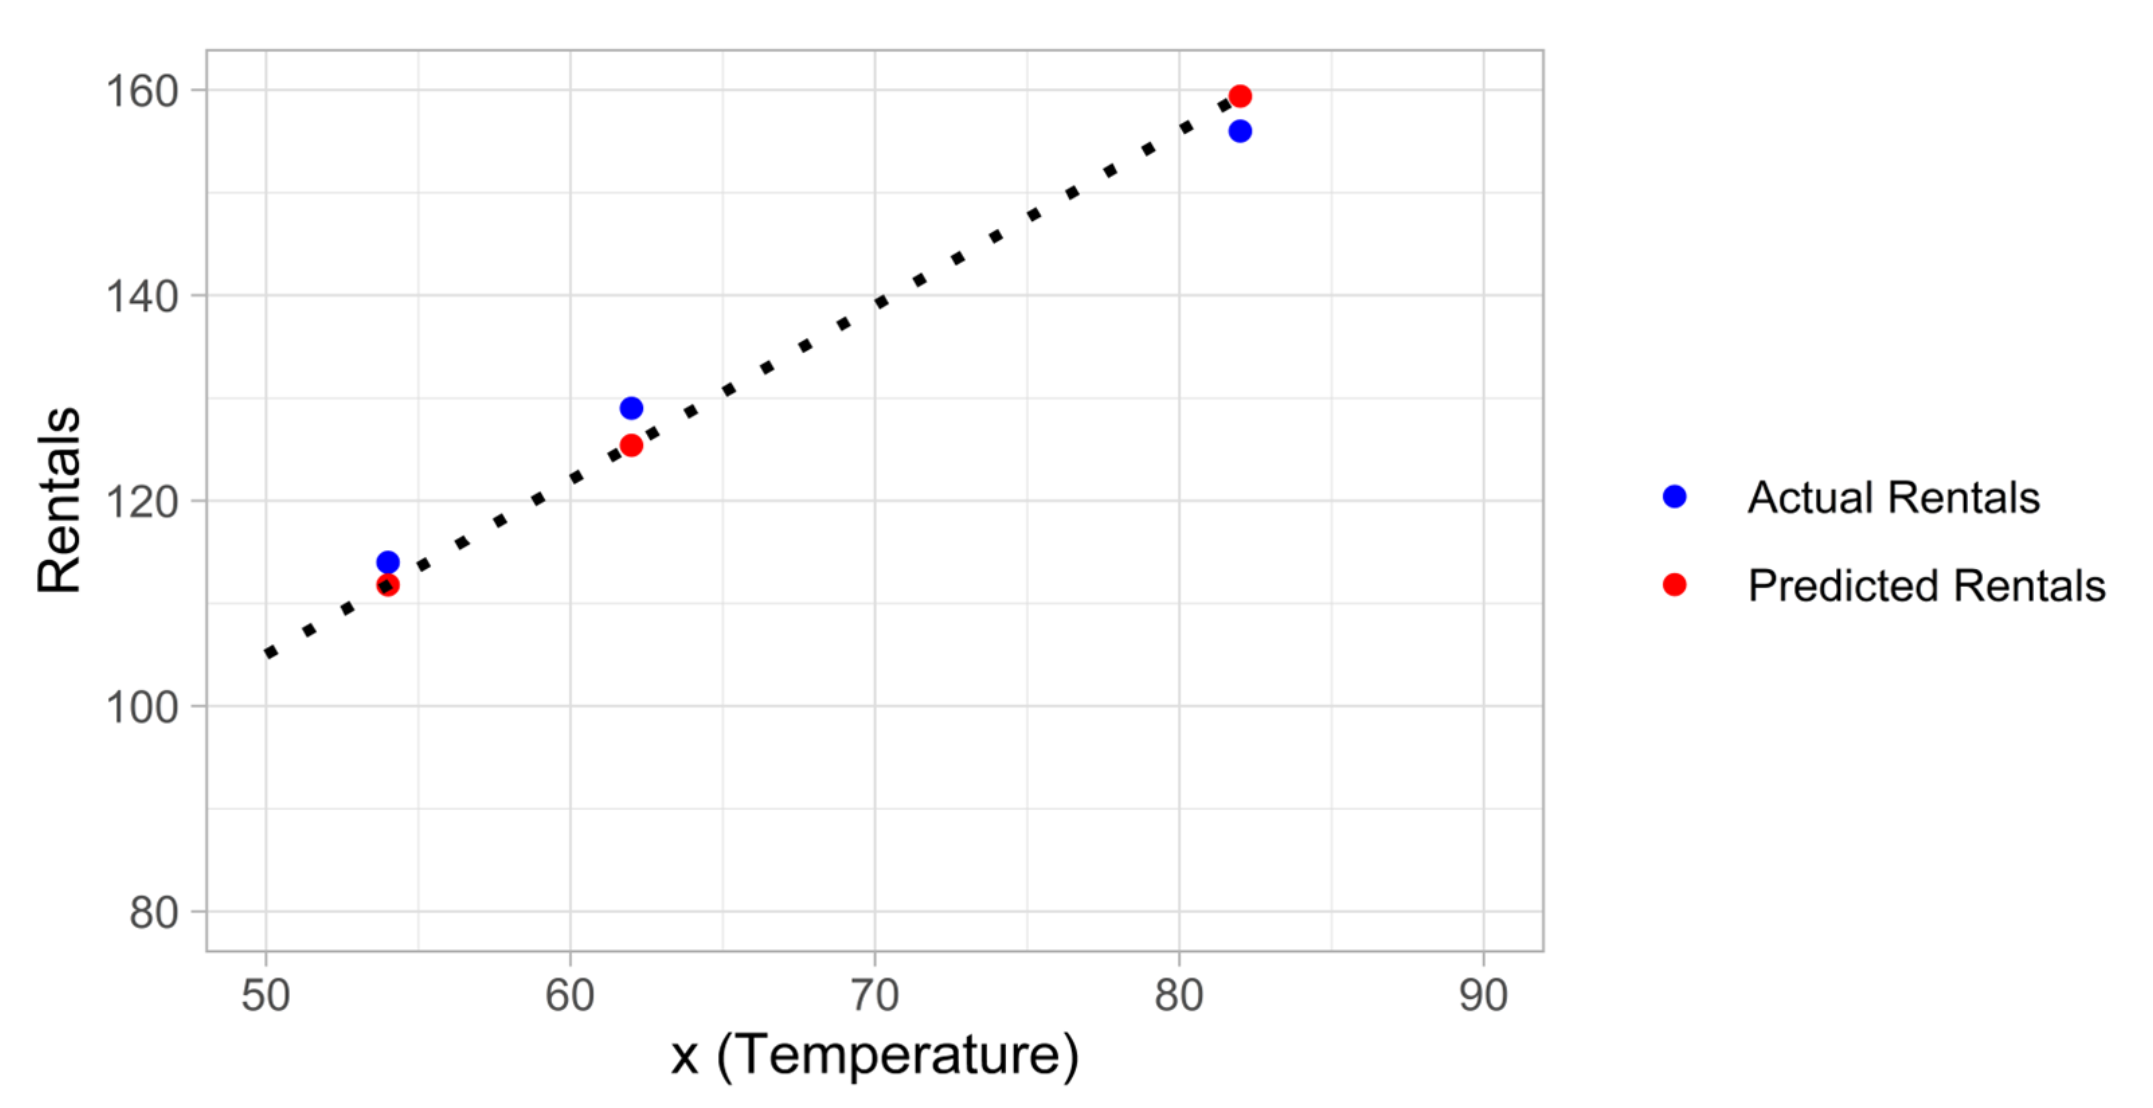 160
140
120
100
80
Rentals
50 60 70 80 90
x (Temperature)
Actual Rentals
Predicted Rentals